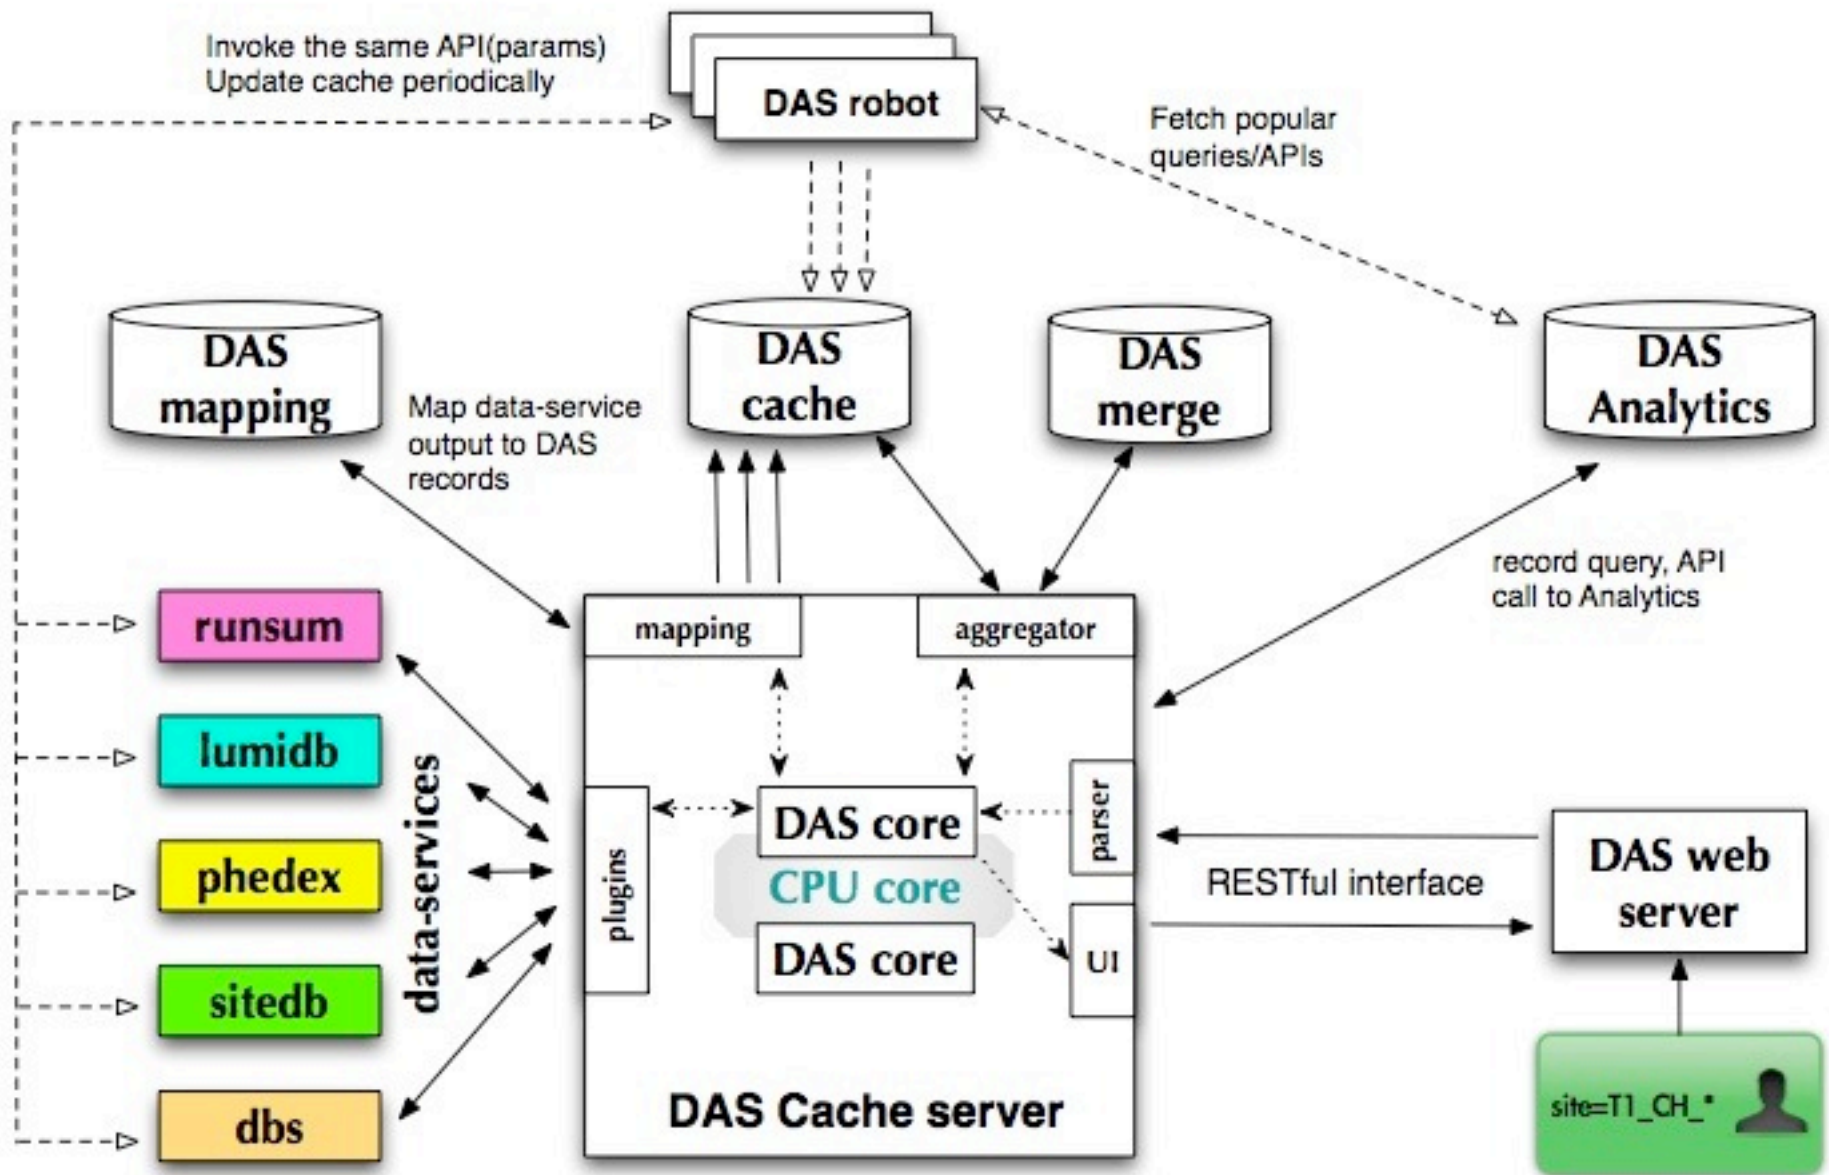 Invoke the same API(params)
Update cache periodically
DAS robot
Fetch popular
queries/APIs
DAS
mapping
Map data-service
output to DAS
records
DAS
cache
DAS
merge
DAS
Analytics
record query, API
call to Analytics
runsum
lumidb
phedex
sitedb
dbs
data-services
mapping
aggregator
plugins
DAS core
CPU core
DAS core
parser
UI
DAS Cache server
RESTful interface
DAS web
server
site=T1_CH_*